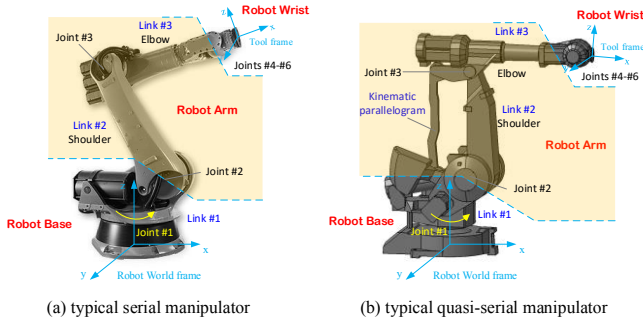 Robot Wrist
Link #3
Elbow
Joint #3
z
x
Tool frame
Joints #4-#6
Robot Arm
Link #2
Shoulder
Joint #2
z
Robot Base
Link #1
Joint #1
x
y
Robot World frame
(a) typical serial manipulator
Robot Wrist
Link #3
z
Tool frame
x
Joint #3
Elbow
Joints #4-#6
Kinematic
parallelogram
Link #2
Shoulder
Robot Arm
Joint #2
z
Robot Base
Link #1
Joint #1
x
y
Robot World frame
(b) typical quasi-serial manipulator